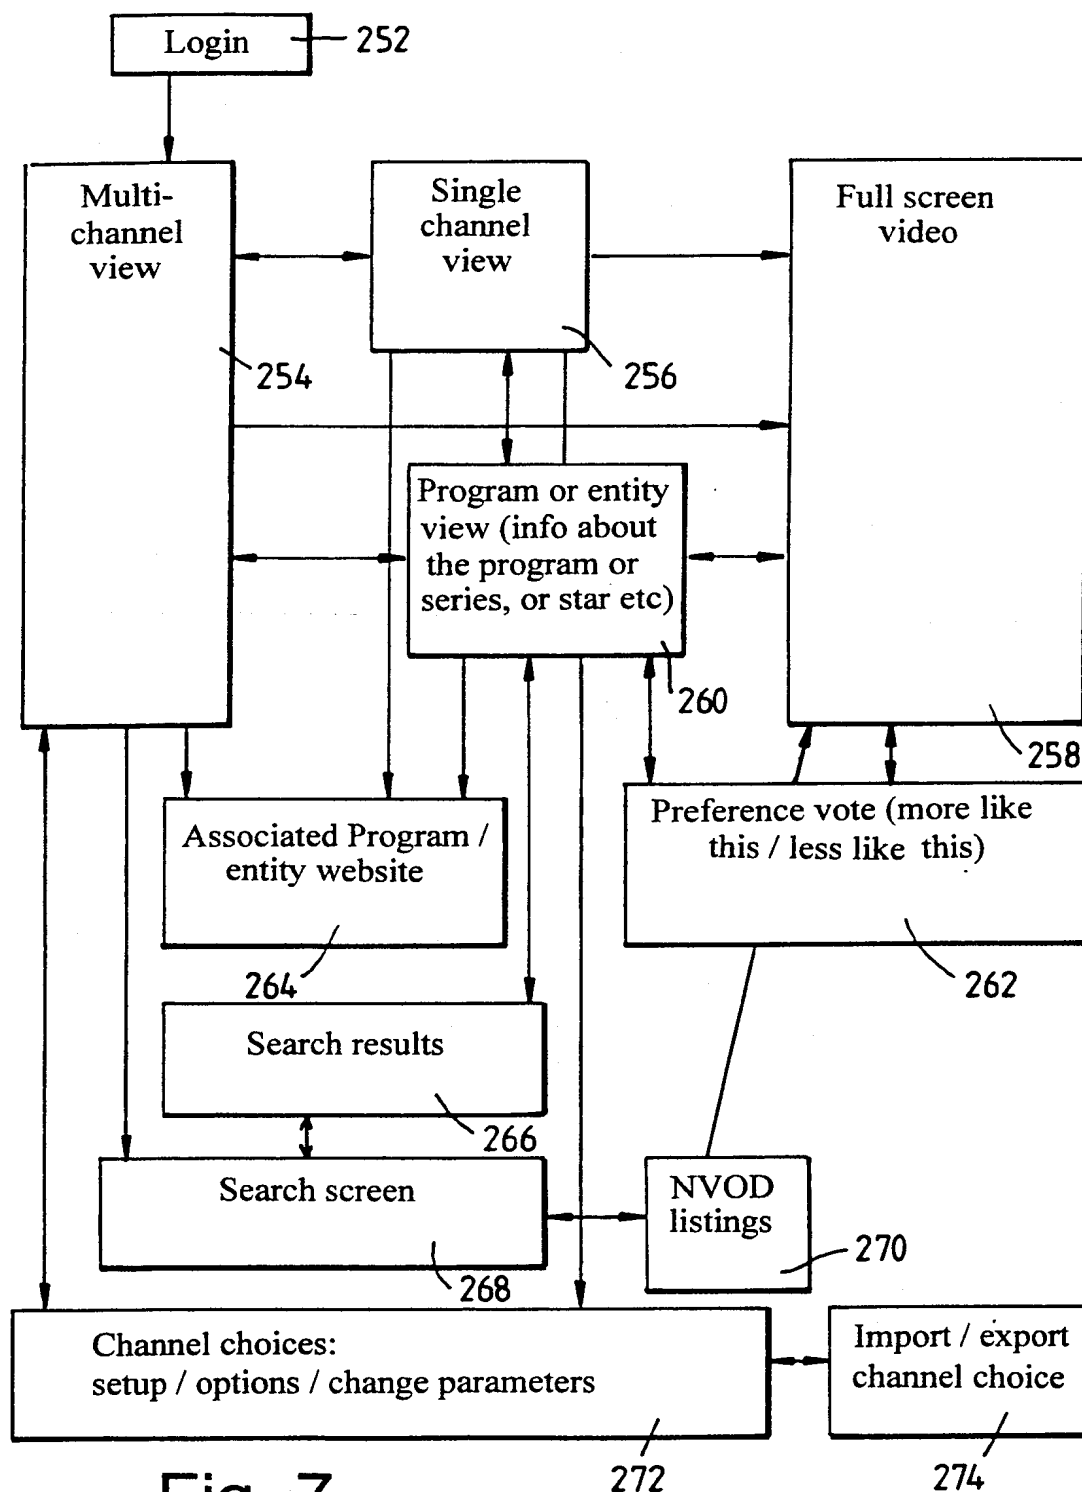 Login
252
Multi-
channel
view
254
Single
channel
view
256
Full screen
video
258
Program or entity
view (info about
the program or
series, or star etc)
260
Associated Program /
entity website
264
Preference vote (more like
this / less like this)
262
Search results
266
Search screen
268
NVOD
listings
270
Channel choices:
setup / options / change parameters
272
Import / export
channel choice
274
Fig. 7